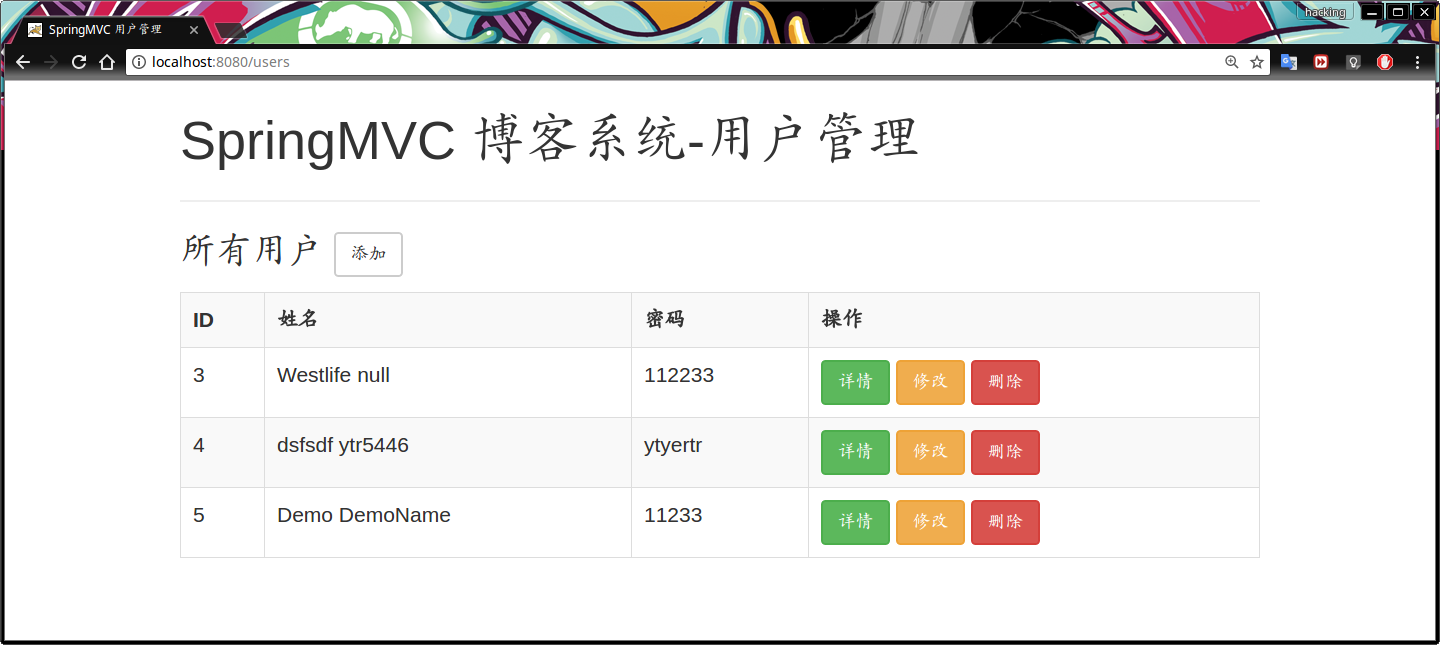 hacking
SpringMVC 用户管理
localhost:8080/users
SpringMVC 博客系统-用户管理
所有用户 添加
ID 姓名 密码 操作
3 Westlife null 112233 详情 修改 删除
4 dsfsdf ytr5446 ytyertr 详情 修改 删除
5 Demo DemoName 11233 详情 修改 删除